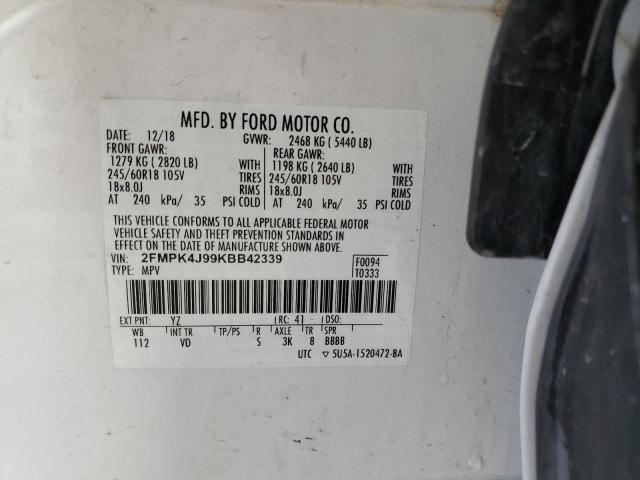 MFD. BY FORD MOTOR CO.
DATE: 12/18 GVWR: 2468 KG ( 5440 LB)
FRONT GAWR: REAR GAWR:
1279 KG ( 2820 LB) WITH 1198 KG ( 2640 LB) WITH
245/60R18 105V TIRES 245/60R18 105V TIRES
18x8.0J RIMS 18x8.0J RIMS
AT 240 kPa/ 35 PSI COLD AT 240 kPa/ 35 PSI COLD
THIS VEHICLE CONFORMS TO ALL APPLICABLE FEDERAL MOTOR
VEHICLE SAFETY AND THEFT PREVENTION STANDARDS IN
EFFECT ON THE DATE OF MANUFACTURE SHOWN ABOVE.
VIN: 2FMPK4J99KBB42339 F0094
TYPE: MPV T0333
EXT PNT: YZ RC: 41 DSO:
WB INT TR TP/PS R AXLE TR SPR
112 VD S 3K 8 BBBB
UTC ▽ 5U5A-1520472-BA